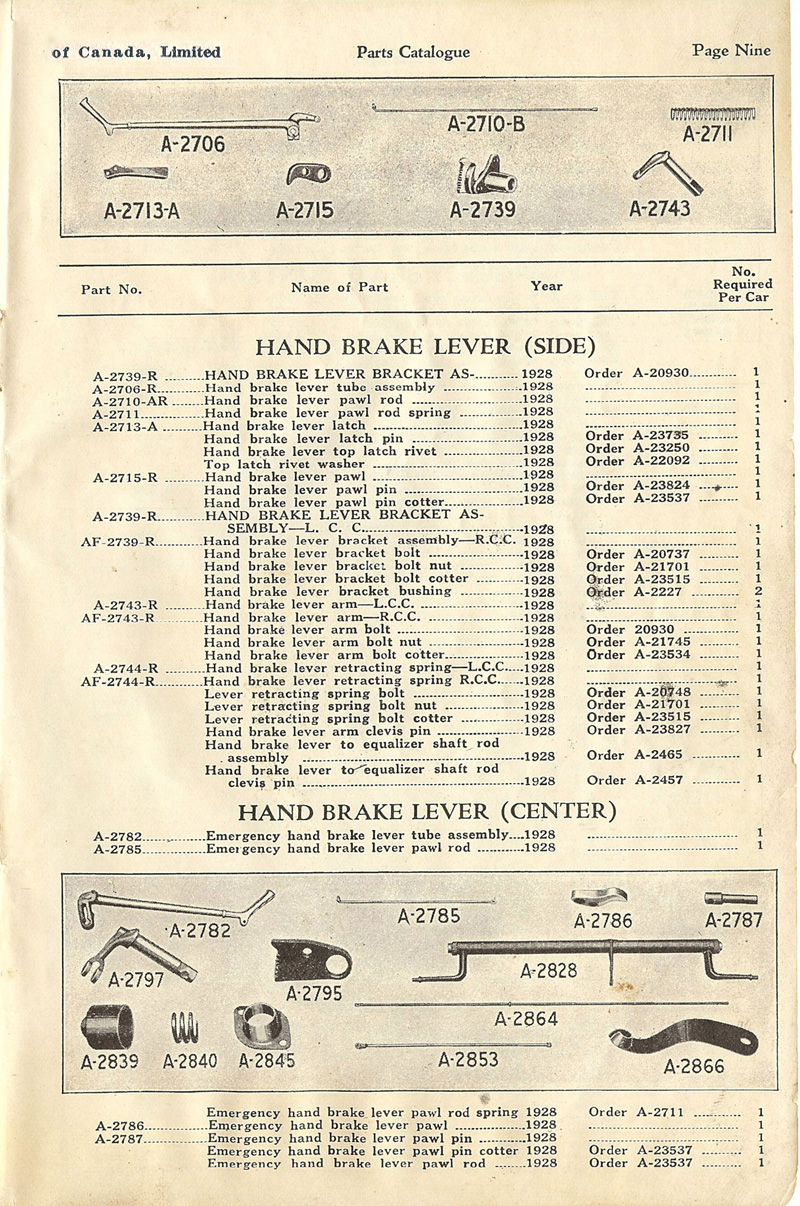 of Canada, Limited Parts Catalogue Page Nine
A-2706 A-2710-B A-2711
A-2713-A A-2715 A-2739 A-2743
Part No. Name of Part Year No. Required Per Car
HAND BRAKE LEVER (SIDE)
A-2739-R ..........HAND BRAKE LEVER BRACKET AS-..........1928 Order A-20930........... 1
A-2706-R..........Hand brake lever tube assembly ..........1928 .......... 1
A-2710-AR ........Hand brake lever pawl rod ..........1928 .......... 1
A-2711..........Hand brake lever pawl rod spring ..........1928 .......... 1
A-2713-A ..........Hand brake lever latch ..........1928 .......... 1
Hand brake lever latch pin ..........1928 Order A-23735 .......... 1
Hand brake lever top latch rivet ..........1928 Order A-23250 .......... 1
Top latch rivet washer ..........1928 Order A-22092 .......... 1
A-2715-R ..........Hand brake lever pawl ..........1928 .......... 1
Hand brake lever pawl pin ..........1928 Order A-23824 .......... 1
Hand brake lever pawl pin cotter..........1928 Order A-23537 .......... 1
A-2739-R..........HAND BRAKE LEVER BRACKET AS-
SEMBLY—L. C. C...........1928 .......... 1
AF-2739-R..........Hand brake lever bracket assembly—R.C.C. 1928 .......... 1
Hand brake lever bracket bolt ..........1928 Order A-20737 .......... 1
Hand brake lever bracket bolt nut ..........1928 Order A-21701 .......... 1
Hand brake lever bracket bolt cotter ..........1928 Order A-23515 .......... 1
Hand brake lever bracket bushing ..........1928 Order A-2227 .......... 2
A-2743-R ..........Hand brake lever arm—L.C.C. ..........1928 .......... 1
AF-2743-R..........Hand brake lever arm—R.C.C. ..........1928 .......... 1
Hand brake lever arm bolt ..........1928 Order 20930 .......... 1
Hand brake lever arm bolt nut ..........1928 Order A-21745 .......... 1
Hand brake lever arm bolt cotter..........1928 Order A-23534 .......... 1
A-2744-R ..........Hand brake lever retracting spring—L.C.C.....1928 .......... 1
AF-2744-R..........Hand brake lever retracting spring R.C.C.....1928 .......... 1
Lever retracting spring bolt ..........1928 Order A-20748 .......... 1
Lever retracting spring bolt nut ..........1928 Order A-21701 .......... 1
Lever retracting spring bolt cotter ..........1928 Order A-23515 .......... 1
Hand brake lever arm clevis pin ..........1928 Order A-23827 .......... 1
Hand brake lever to equalizer shaft rod
assembly ..........1928 Order A-2465 .......... 1
Hand brake lever to equalizer shaft rod
clevis pin ..........1928 Order A-2457 .......... 1
HAND BRAKE LEVER (CENTER)
A-2782..........Emergency hand brake lever tube assembly....1928 .......... 1
A-2785..........Emergency hand brake lever pawl rod ..........1928 .......... 1
A-2782 A-2785 A-2786 A-2787
A-2797 A-2795 A-2828
A-2864
A-2839 A-2840 A-2845 A-2853 A-2866
Emergency hand brake lever pawl rod spring 1928 Order A-2711 .......... 1
A-2786..........Emergency hand brake lever pawl ..........1928 .......... 1
A-2787..........Emergency hand brake lever pawl pin ..........1928 .......... 1
Emergency hand brake lever pawl pin cotter 1928 Order A-23537 .......... 1
Emergency hand brake lever pawl rod ........1928 Order A-23537 .......... 1